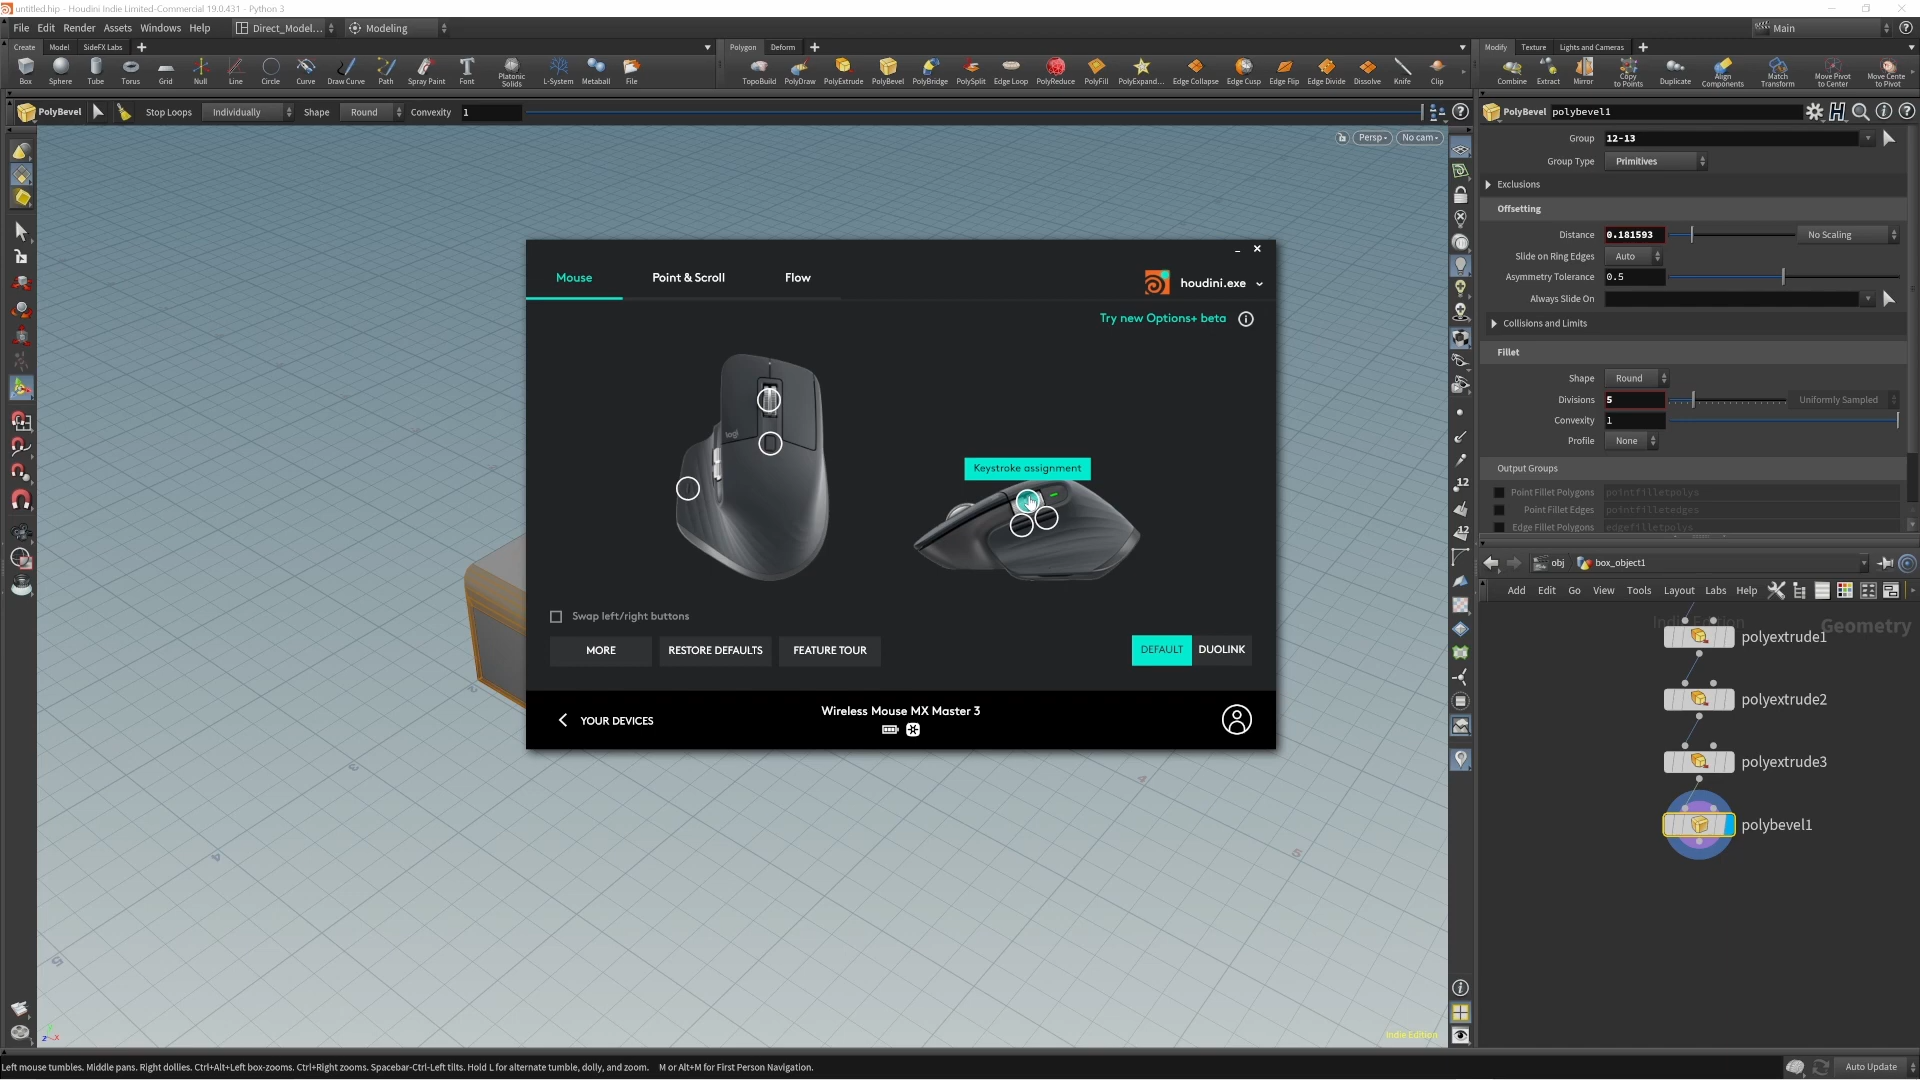 untitled.hip - Houdini Indie Limited-Commercial 19.0.431 - Python 3
File Edit Render Assets Windows Help Direct_Model... Modeling Main
Create Model SideFX Labs Polygon Deform Modify Texture Lights and Cameras
Box Sphere Tube Torus Grid Null Line Circle Curve Draw Curve Path Spray Paint Font Platonic Solids L-System Metaball File TopoBuild PolyDraw PolyExtrude PolyBevel PolyBridge PolySplit Edge Loop PolyReduce PolyFill PolyExpand... Edge Collapse Edge Cusp Edge Flip Edge Divide Dissolve Knife Clip Combine Extract Mirror Copy to Points Duplicate Align Components Match Transform Move Pivot to Center Move Center to Pivot
PolyBevel Stop Loops Individually Shape Round Convexity 1
Persp No cam
PolyBevel polybevel1
Group 12-13
Group Type Primitives
Exclusions
Offsetting
Distance 0.181593 No Scaling
Slide on Ring Edges Auto
Asymmetry Tolerance 0.5
Always Slide On
Collisions and Limits
Fillet
Shape Round
Divisions 5 Uniformly Sampled
Convexity 1
Profile None
Output Groups
Point Fillet Polygons pointfilletpolys
Point Fillet Edges pointfilletedges
Edge Fillet Polygons edgefilletpolys
12
12
Mouse Point & Scroll Flow houdini.exe
Try new Options+ beta
logi
Keystroke assignment
Swap left/right buttons
MORE RESTORE DEFAULTS FEATURE TOUR DEFAULT DUOLINK
YOUR DEVICES Wireless Mouse MX Master 3
obj box_object1
Add Edit Go View Tools Layout Labs Help
Indie Edition Geometry
polyextrude1
polyextrude2
polyextrude3
polybevel1
Indie Edition
Left mouse tumbles. Middle pans. Right dollies. Ctrl+Alt+Left box-zooms. Ctrl+Right zooms. Spacebar-Ctrl-Left tilts. Hold L for alternate tumble, dolly, and zoom. M or Alt+M for First Person Navigation.
Auto Update